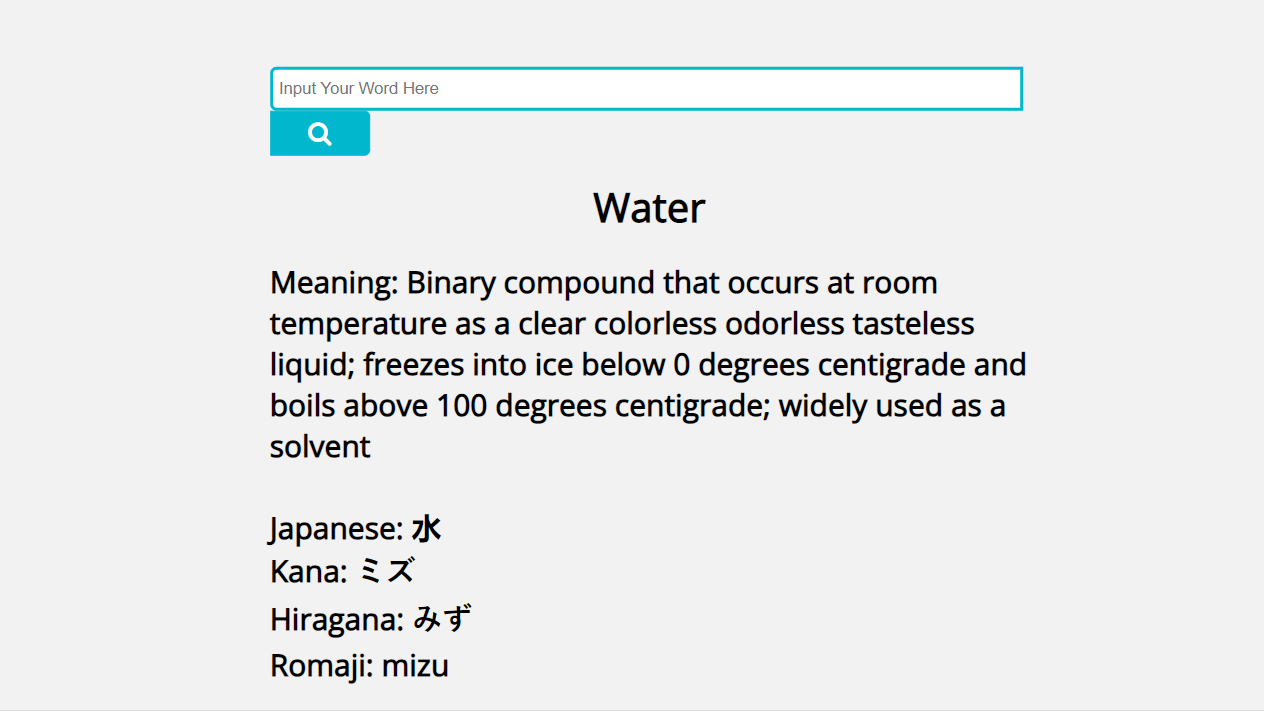 Input Your Word Here
Water
Meaning: Binary compound that occurs at room
temperature as a clear colorless odorless tasteless
liquid; freezes into ice below 0 degrees centigrade and
boils above 100 degrees centigrade; widely used as a
solvent
Japanese: 水
Kana: ミズ
Hiragana: みず
Romaji: mizu